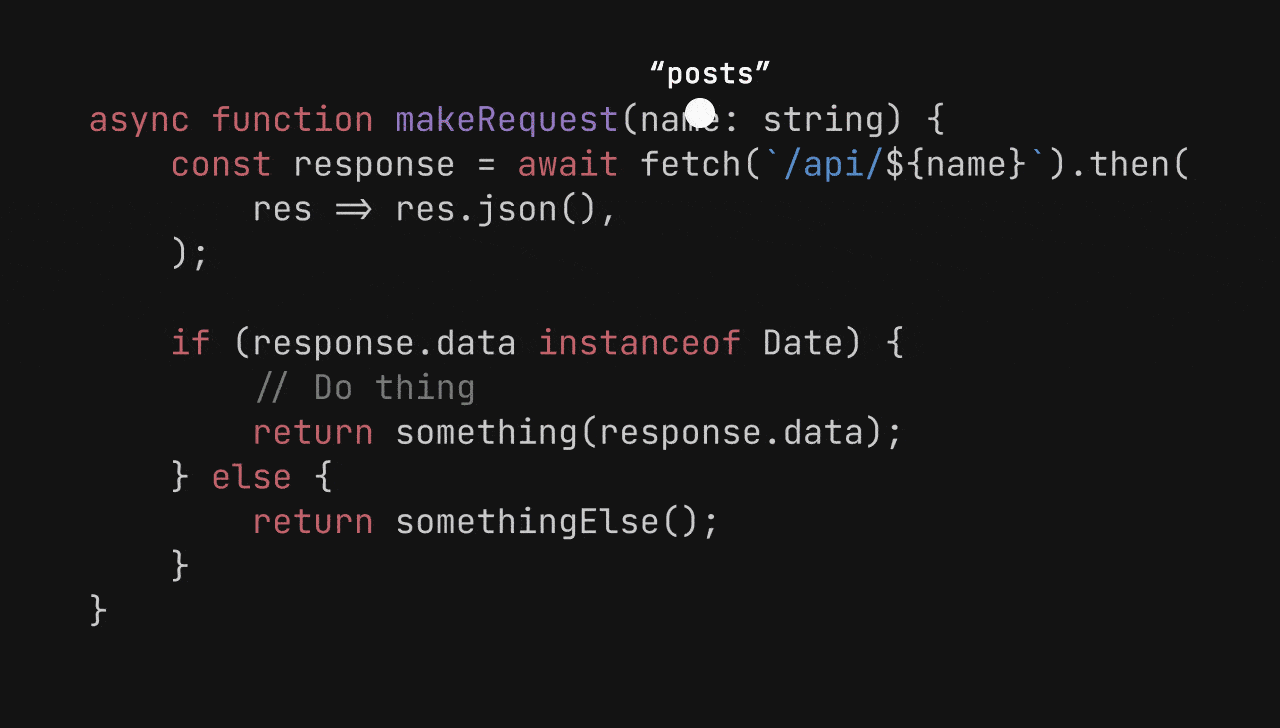 “posts”
async function makeRequest(name: string) {
    const response = await fetch(`/api/${name}`).then(
        res => res.json(),
    );
    if (response.data instanceof Date) {
        // Do thing
        return something(response.data);
    } else {
        return somethingElse();
    }
}